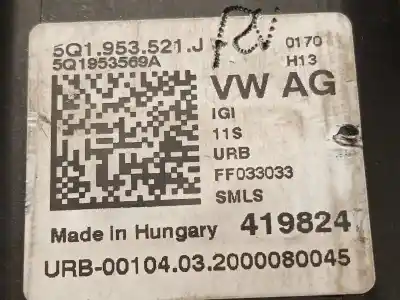 5Q1.953.521.J
5Q1953569A
0170
H13
VW AG
IGI
11S
URB
FF033033
SMLS
Made in Hungary 419824
URB-00104.03.2000080045